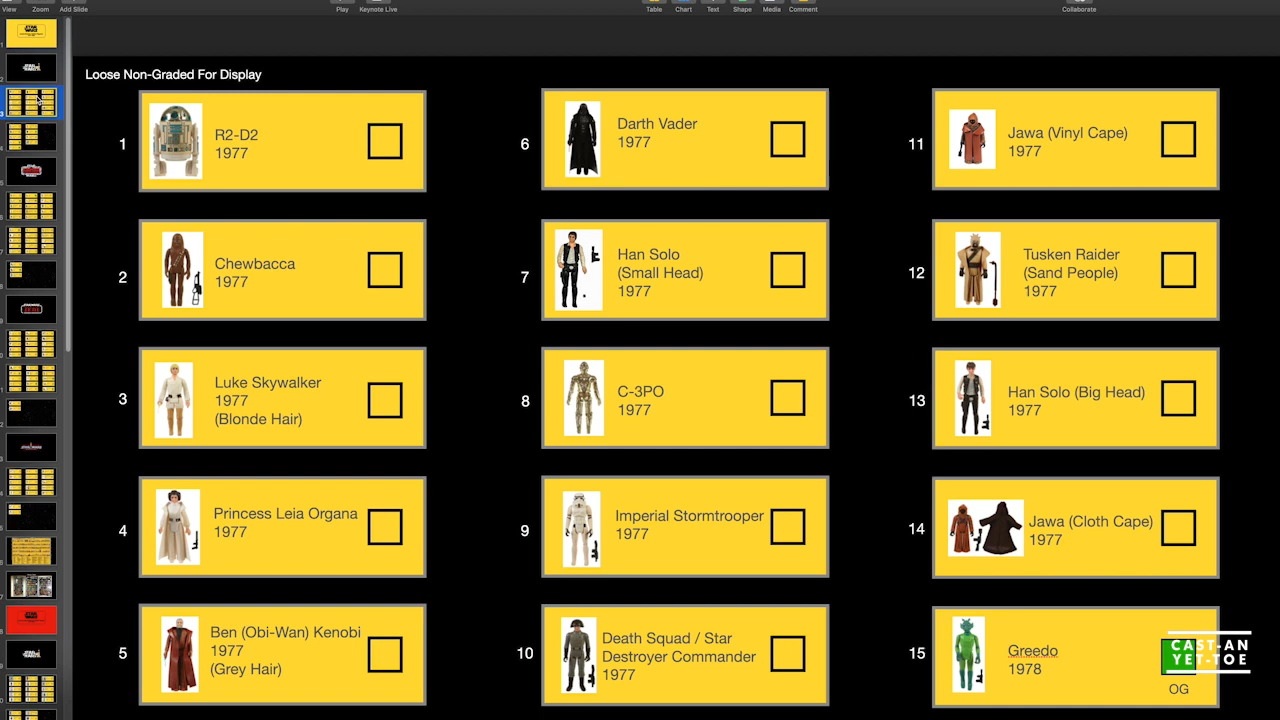 View Zoom Add Slide Play Keynote Live Table Chart Text Shape Media Comment Collaborate
Loose Non-Graded For Display
1
R2-D2
1977
2
Chewbacca
1977
3
Luke Skywalker
1977
(Blonde Hair)
4
Princess Leia Organa
1977
5
Ben (Obi-Wan) Kenobi
1977
(Grey Hair)
6
Darth Vader
1977
7
Han Solo
(Small Head)
1977
8
C-3PO
1977
9
Imperial Stormtrooper
1977
10
Death Squad / Star
Destroyer Commander
1977
11
Jawa (Vinyl Cape)
1977
12
Tusken Raider
(Sand People)
1977
13
Han Solo (Big Head)
1977
14
Jawa (Cloth Cape)
1977
15
Greedo
1978
CAST-AN
YET-TOE
OG